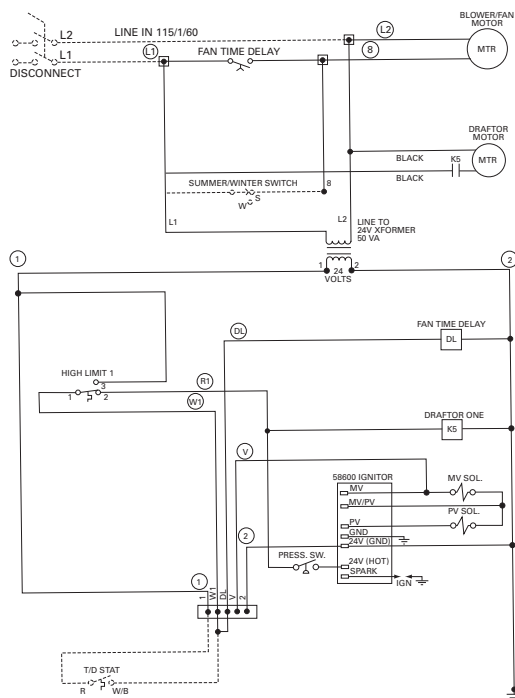 BLOWER/FAN
MOTOR
L2
LINE IN 115/1/60
L2
L1
L1
FAN TIME DELAY
8
MTR
DISCONNECT
DRAFTOR
MOTOR
BLACK
K5
MTR
BLACK
SUMMER/WINTER SWITCH
8
S
W
L1
L2
LINE TO
24V XFORMER
50 VA
1
1
24
2
VOLTS
2
DL
FAN TIME DELAY
DL
HIGH LIMIT 1
3
1
2
R1
W1
DRAFTOR ONE
K5
V
58600 IGNITOR
MV SOL.
MV
MV/PV
PV SOL.
PV
GND
2
24V (GND)
PRESS. SW.
24V (HOT)
SPARK
IGN
1
1
W1
DL
V
2
T/D STAT
R
W/B